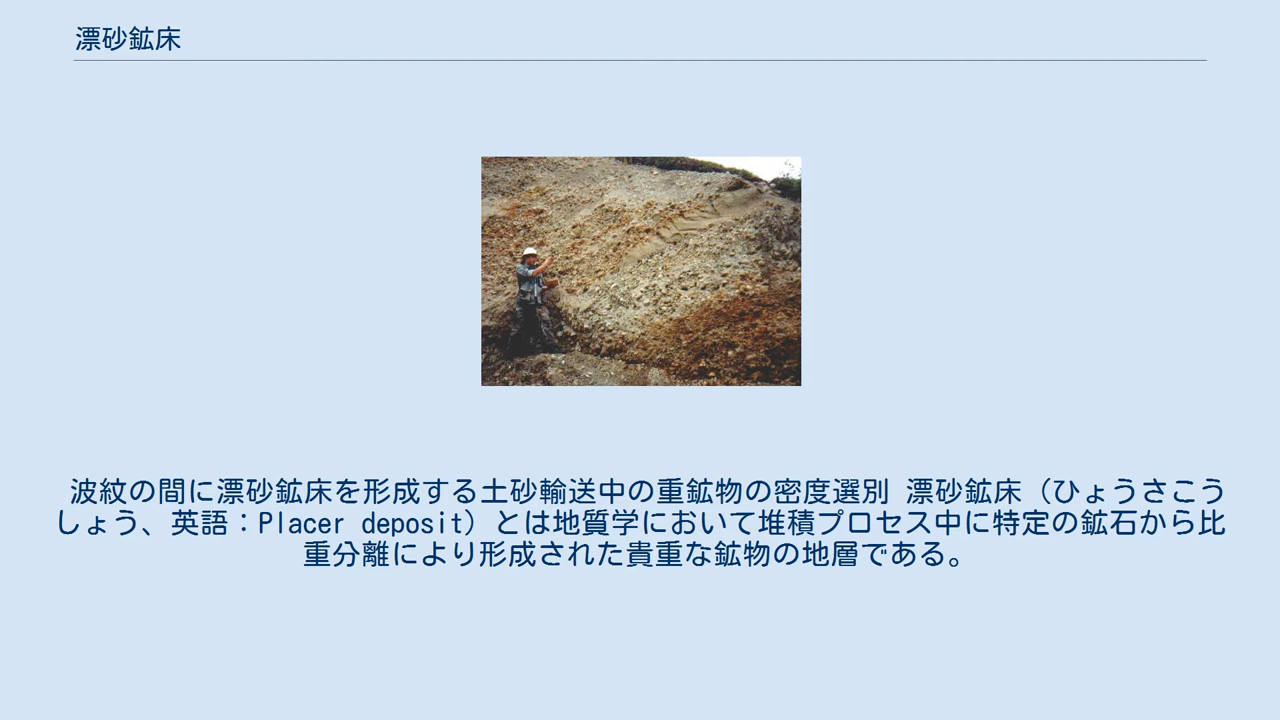 漂砂鉱床
波紋の間に漂砂鉱床を形成する土砂輸送中の重鉱物の密度選別 漂砂鉱床（ひょうさこう
しょう、英語：Placer deposit）とは地質学において堆積プロセス中に特定の鉱石から比
重分離により形成された貴重な鉱物の地層である。